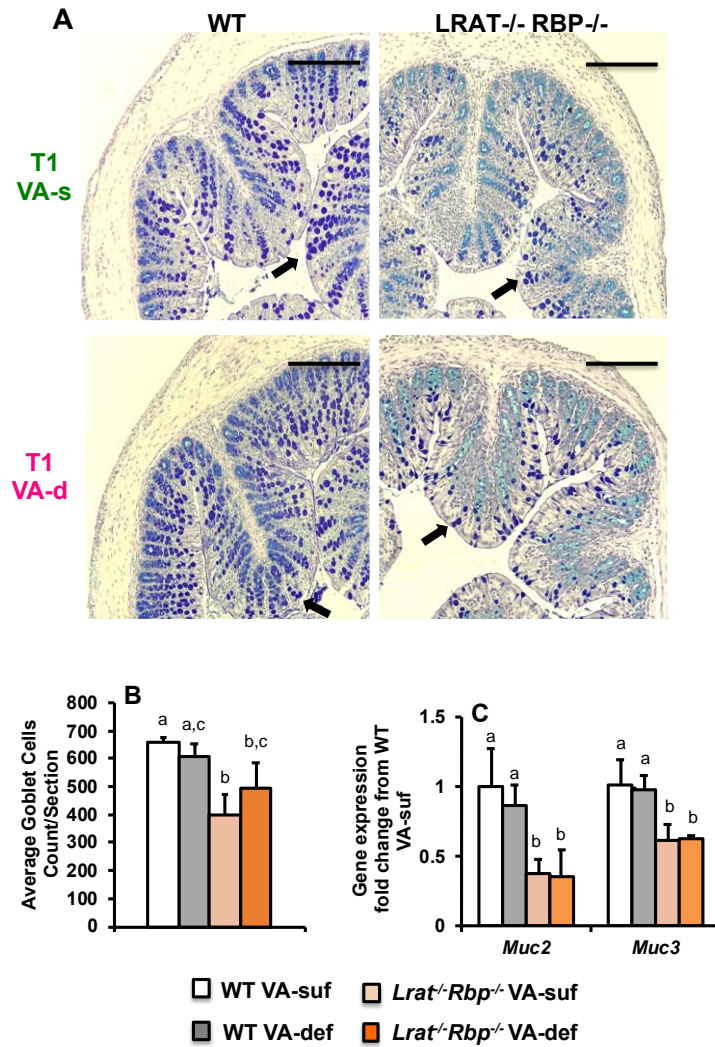 A
WT
LRAT-/- RBP-/-
T1
VA-s
T1
VA-d
B
Average Goblet Cells
Count/Section
800
700
600
500
400
300
200
100
0
a
a,c
b
b,c
C
Gene expression
fold change from WT
VA-suf
1.5
1
0.5
0
a
a
b
b
a
a
b
b
Muc2
Muc3
WT VA-suf
Lrat-/-Rbp-/- VA-suf
WT VA-def
Lrat-/-Rbp-/- VA-def